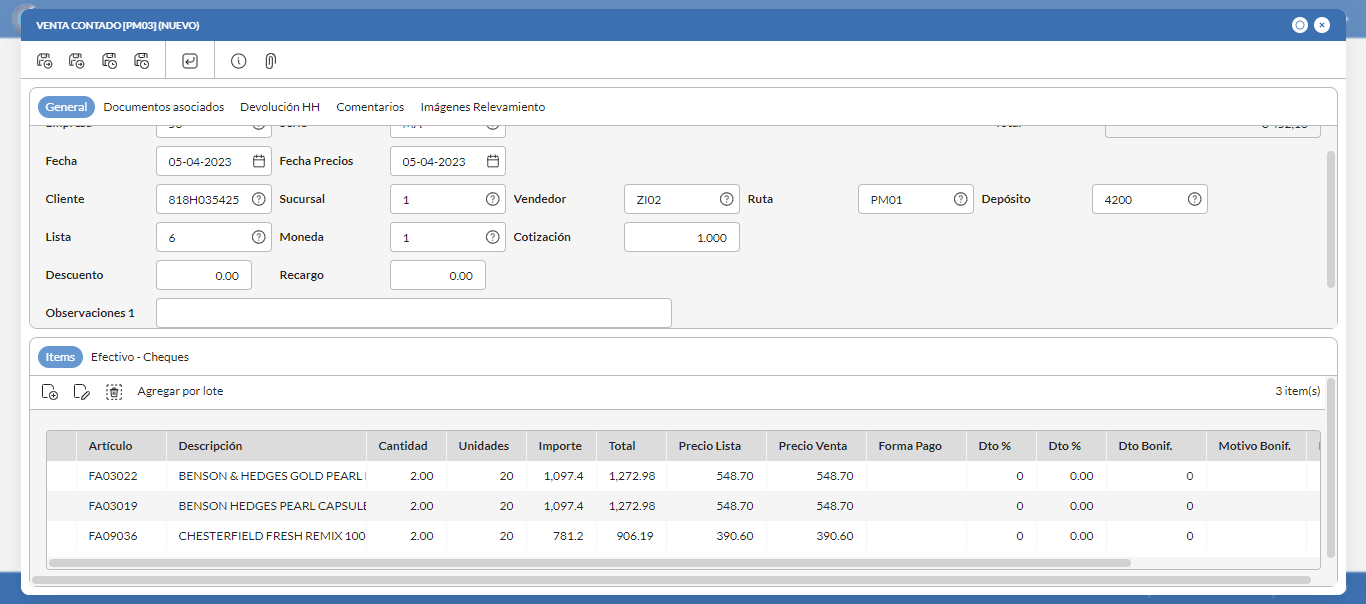 VENTA CONTADO [PM03] (NUEVO)
General Documentos asociados Devolución HH Comentarios Imágenes Relevamiento
Fecha 05-04-2023 Fecha Precios 05-04-2023
Cliente 818H035425 Sucursal 1 Vendedor ZI02 Ruta PM01 Depósito 4200
Lista 6 Moneda 1 Cotización 1.000
Descuento 0.00 Recargo 0.00
Observaciones 1
Items Efectivo - Cheques
Agregar por lote 3 item(s)
Artículo Descripción Cantidad Unidades Importe Total Precio Lista Precio Venta Forma Pago Dto % Dto % Dto Bonif. Motivo Bonif.
FA03022 BENSON & HEDGES GOLD PEARL 2.00 20 1,097.4 1,272.98 548.70 548.70 0 0.00 0
FA03019 BENSON HEDGES PEARL CAPSULE 2.00 20 1,097.4 1,272.98 548.70 548.70 0 0.00 0
FA09036 CHESTERFIELD FRESH REMIX 100 2.00 20 781.2 906.19 390.60 390.60 0 0.00 0